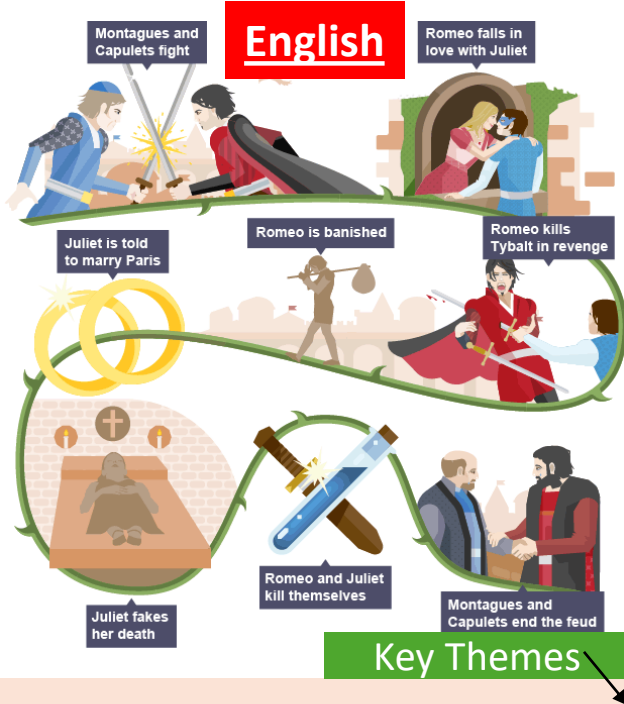 Montagues and
Capulets fight
English
Romeo falls in
love with Juliet
Juliet is told
to marry Paris
Romeo is banished
Romeo kills
Tybalt in revenge
Juliet fakes
her death
Romeo and Juliet
kill themselves
Montagues and
Capulets end the feud
Key Themes